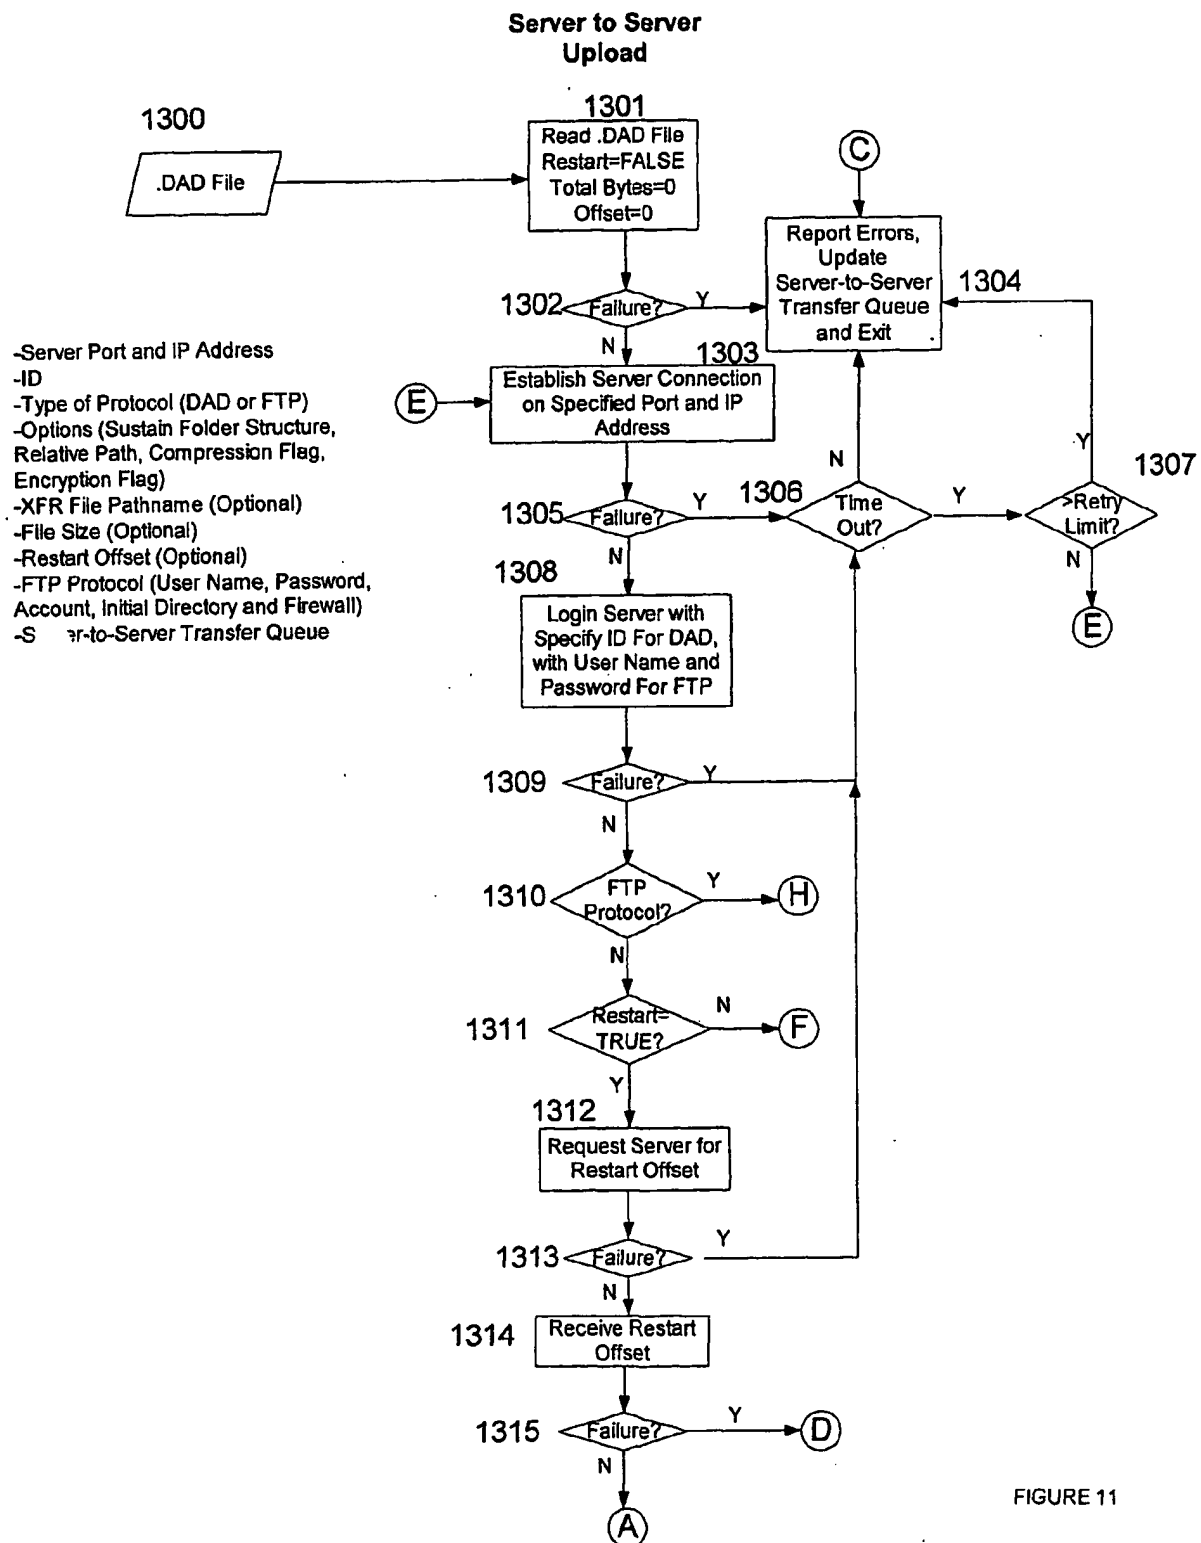 Server to Server
Upload
1300
.DAD File
1301
Read .DAD File
Restart=FALSE
Total Bytes=0
Offset=0
C
Report Errors,
Update
Server-to-Server
Transfer Queue
and Exit
1304
1302
Failure?
Y
N
-Server Port and IP Address
-ID
-Type of Protocol (DAD or FTP)
-Options (Sustain Folder Structure,
Relative Path, Compression Flag,
Encryption Flag)
-XFR File Pathname (Optional)
-File Size (Optional)
-Restart Offset (Optional)
-FTP Protocol (User Name, Password,
Account, Initial Directory and Firewall)
-Server-to-Server Transfer Queue
1303
E
Establish Server Connection
on Specified Port and IP
Address
1305
Failure?
Y
N
1306
Time
Out?
N
Y
1307
>Retry
Limit?
Y
N
E
1308
Login Server with
Specify ID For DAD,
with User Name and
Password For FTP
1309
Failure?
Y
N
1310
FTP
Protocol?
Y
H
N
1311
Restart=
TRUE?
N
F
Y
1312
Request Server for
Restart Offset
1313
Failure?
Y
N
1314
Receive Restart
Offset
1315
Failure?
Y
D
N
A
FIGURE 11